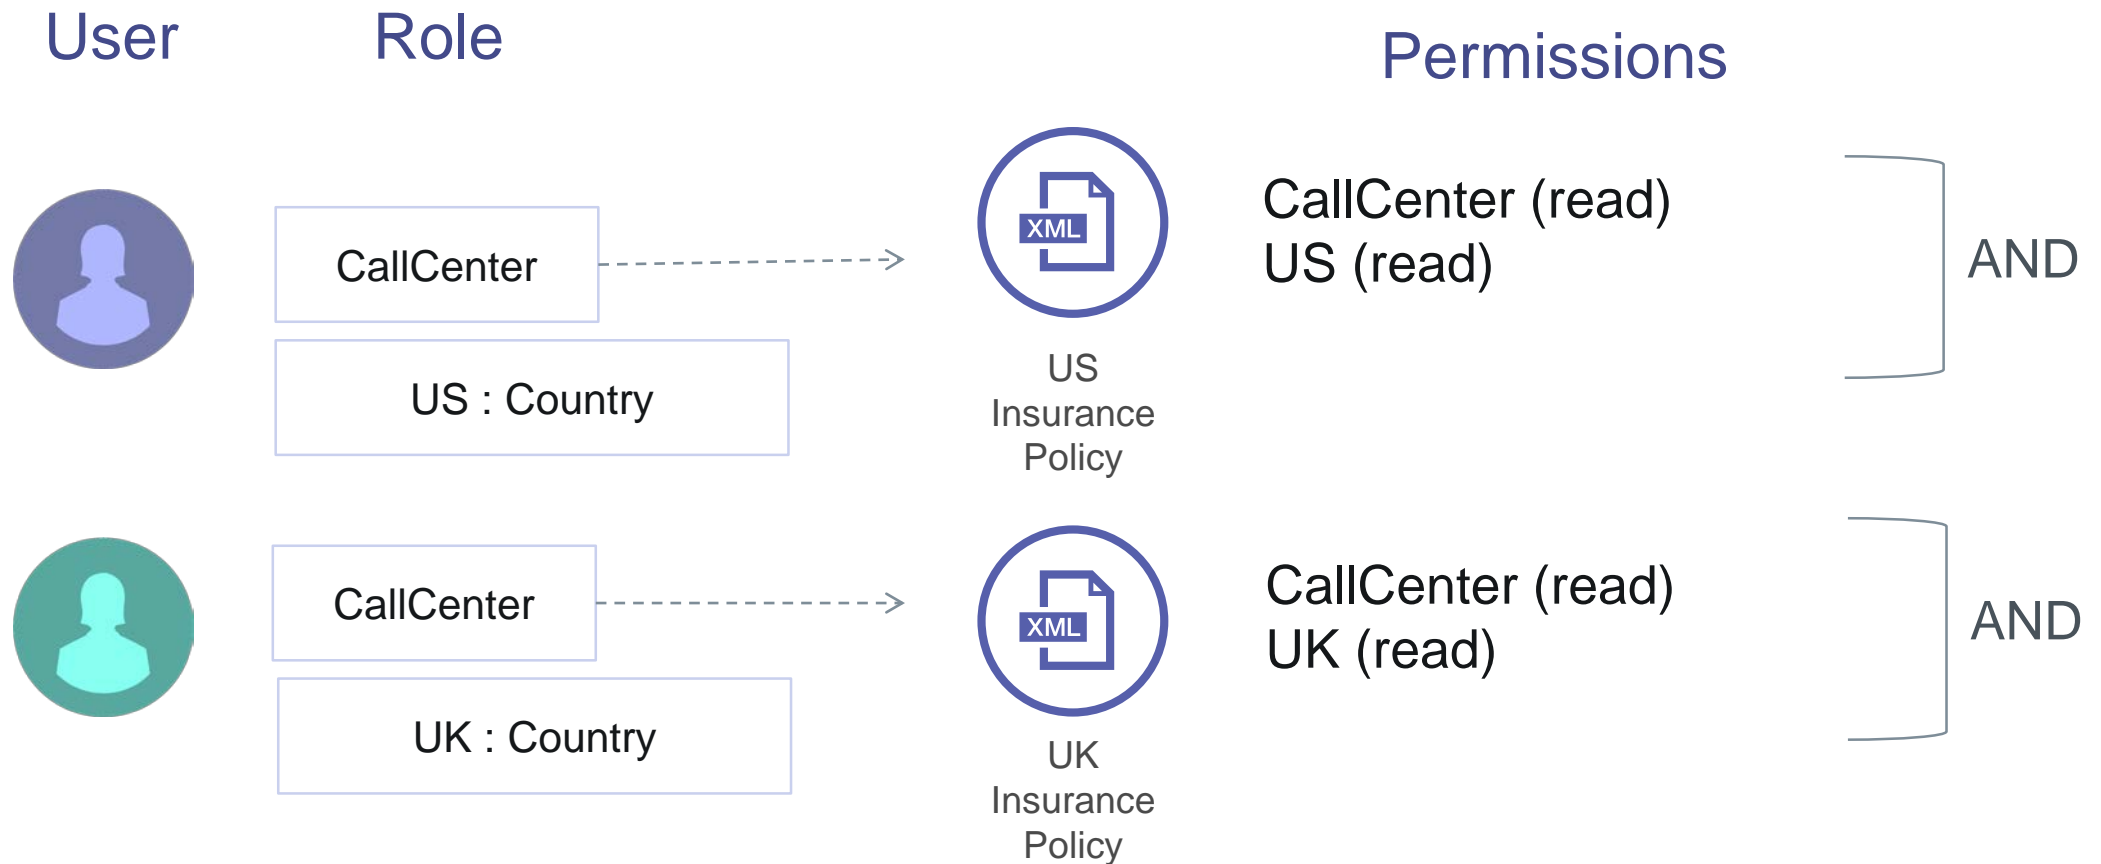 User
Role
Permissions
CallCenter
US : Country
XML
US
Insurance
Policy
CallCenter (read)
US (read)
AND
CallCenter
UK : Country
XML
UK
Insurance
Policy
CallCenter (read)
UK (read)
AND